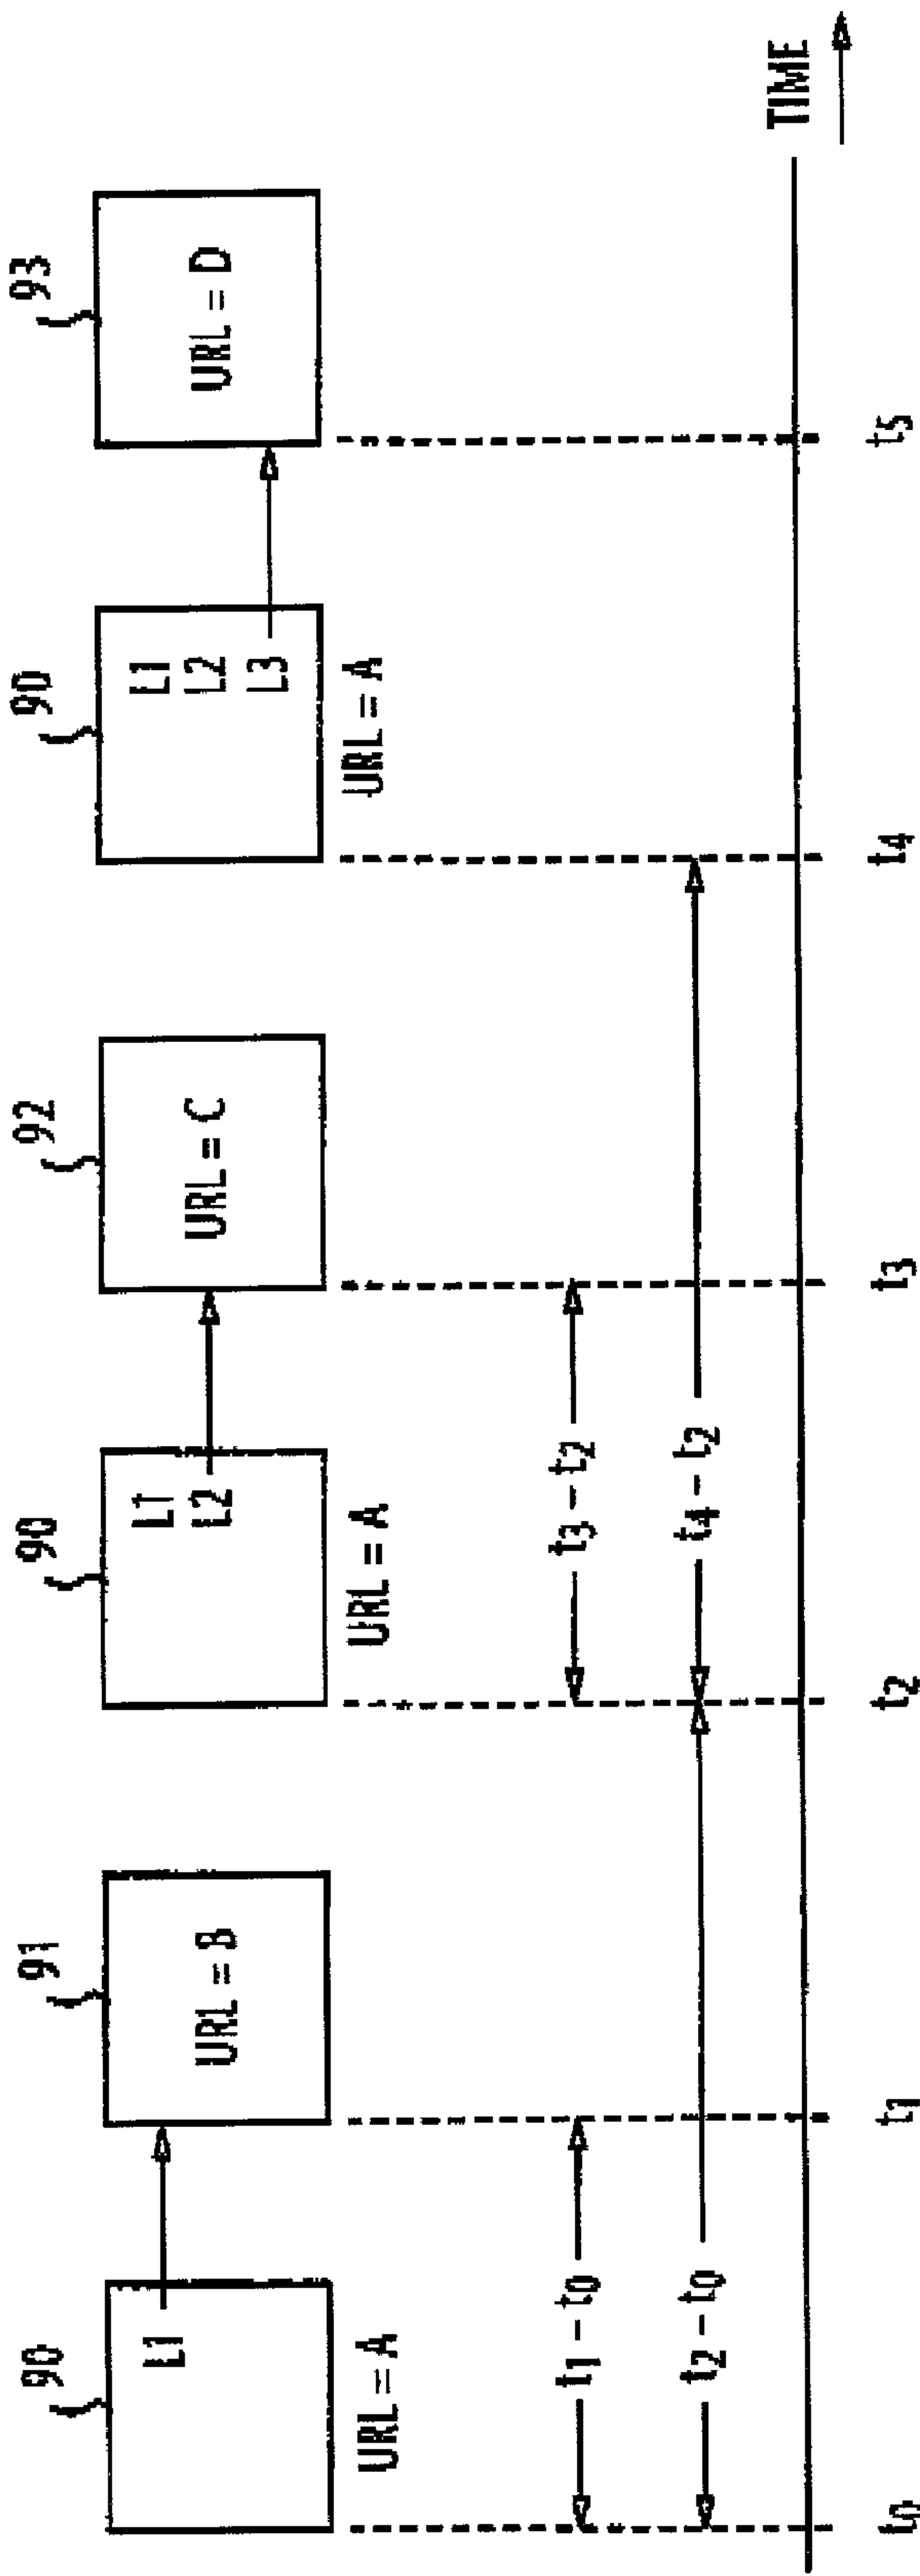 90
91
90
92
90
93
L1
URL = B
L1
L2
URL = C
L1
L2
L3
URL = D
URL = A
URL = A
URL = A
t1 – t0
t3 – t2
t2 – t0
t4 – t2
TIME
t0
t1
t2
t3
t4
t5